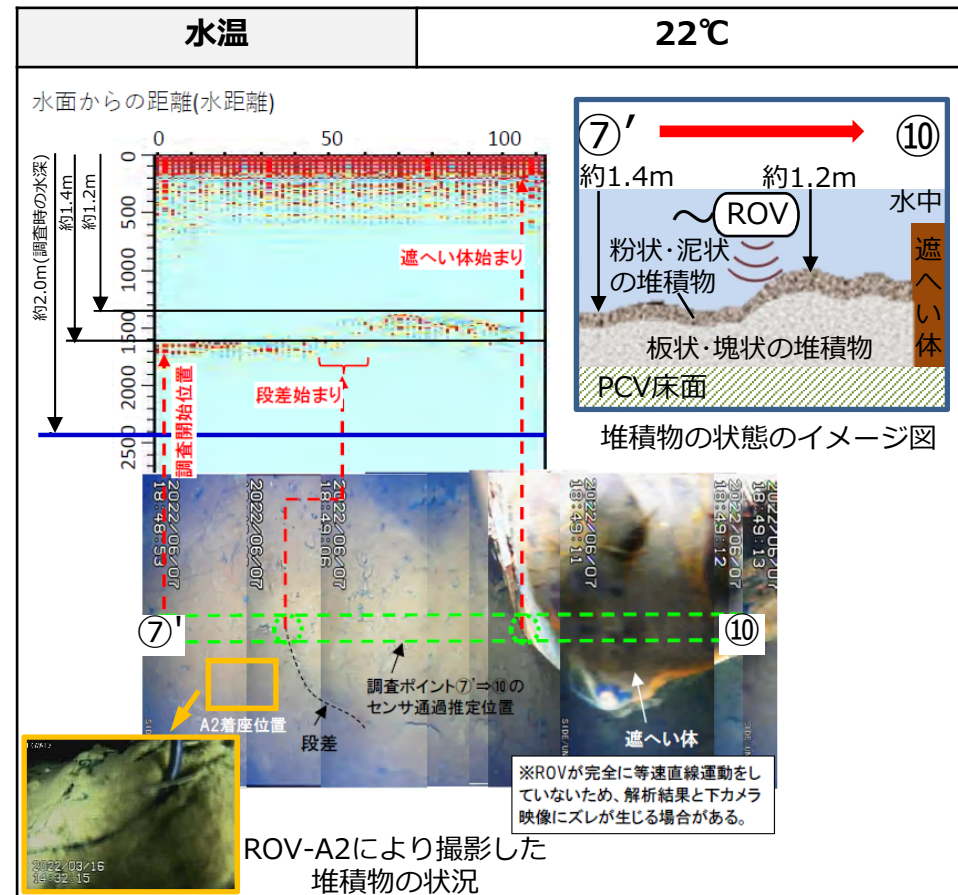 水温
22℃
水面からの距離(水距離)
0 50 100
0
500
1000
1500
2000
2500
約2.0m(調査時の水深)
約1.4m
約1.2m
遮へい体始まり
段差始まり
調査開始位置
⑦’ ⑩
約1.4m 約1.2m
水中
ROV
粉状･泥状
の堆積物
板状･塊状の堆積物
遮へい体
PCV床面
堆積物の状態のイメージ図
2022/06/07
18:48:53
2022/06/07
2022/06/07
18:49:06
2022/06/07
18:49:11
2022/06/07
18:49:12
2022/06/07
18:49:13
⑦' ⑩
調査ポイント⑦'⇒⑩の
センサ通過推定位置
A2着座位置
段差
遮へい体
※ROVが完全に等速直線運動をし
ていないため、解析結果と下カメラ
映像にズレが生じる場合がある。
2022/03/16
14:32:15
ROV-A2により撮影した
堆積物の状況